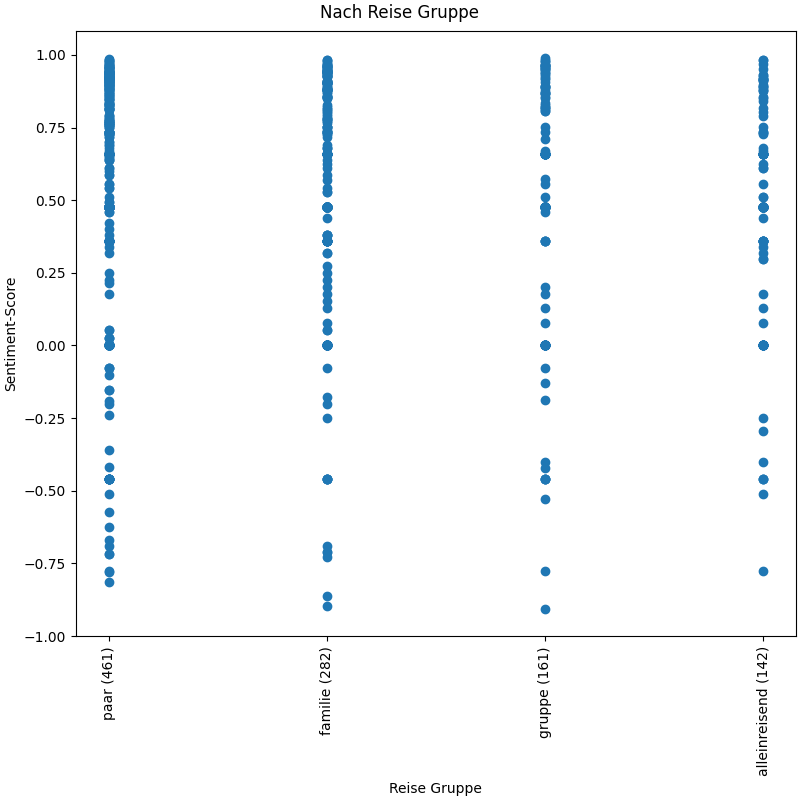 Nach Reise Gruppe
Sentiment-Score
1.00
0.75
0.50
0.25
0.00
−0.25
−0.50
−0.75
−1.00
paar (461)
familie (282)
gruppe (161)
alleinreisend (142)
Reise Gruppe